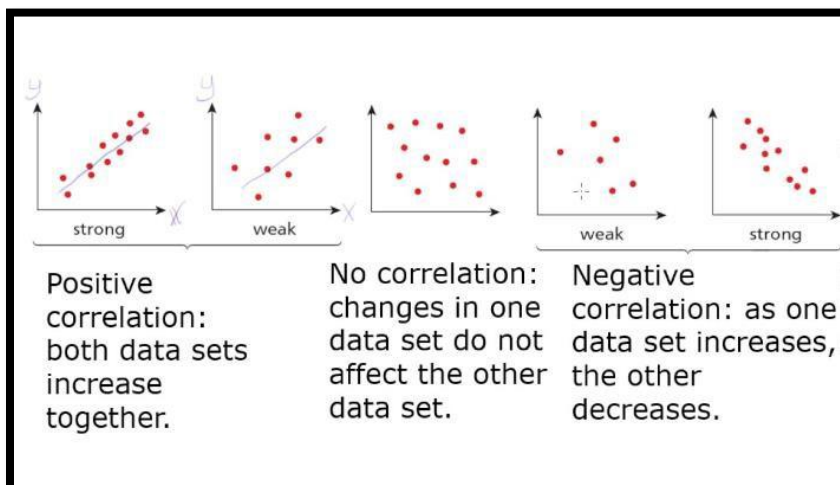 y
y
x
x
strong
weak
weak
strong
Positive
correlation:
both data sets
increase
together.
No correlation:
changes in one
data set do not
affect the other
data set.
Negative
correlation: as one
data set increases,
the other
decreases.